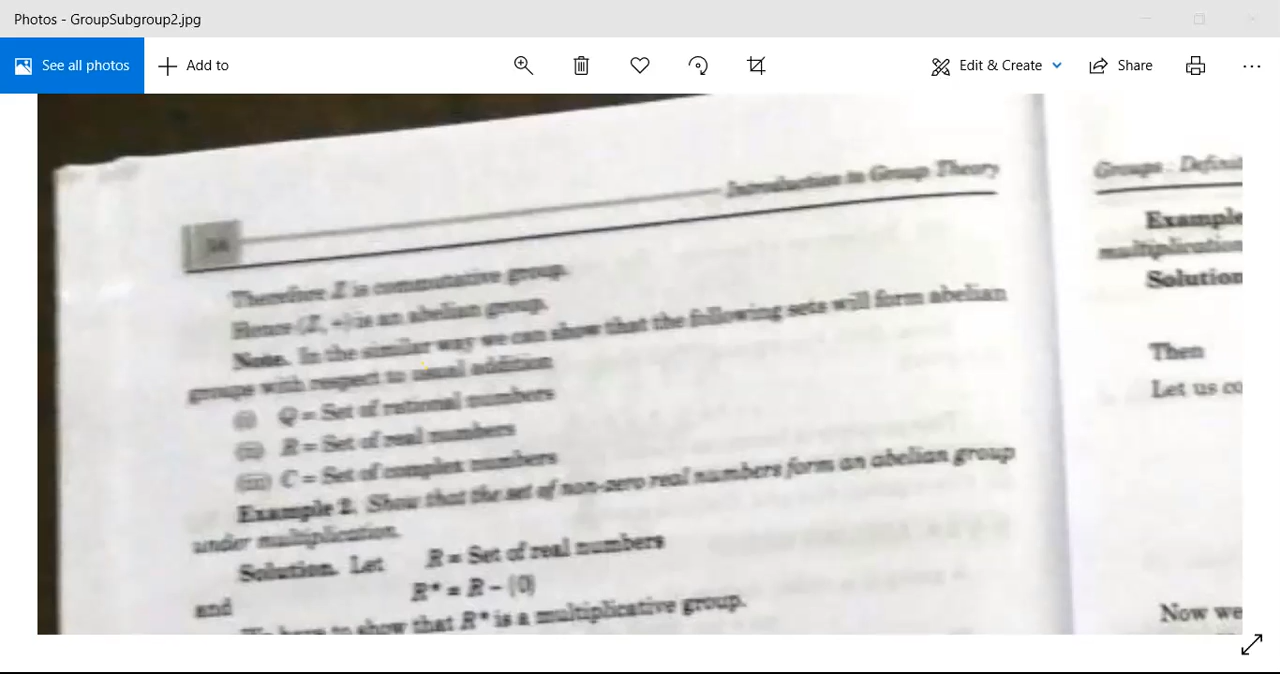 Photos - GroupSubgroup2.jpg
See all photos
Add to
Edit & Create
Share
Introduction to Group Theory
Therefore Z is commutative group.
Hence (Z, +) is an abelian group.
Note. In the similar way we can show that the following sets will form abelian
groups with respect to usual addition
(i) Q = Set of rational numbers
(ii) R = Set of real numbers
(iii) C = Set of complex numbers
Example 2. Show that the set of non-zero real numbers form an abelian group
under multiplication.
Solution. Let R = Set of real numbers
and R* = R – {0}
We have to show that R* is a multiplicative group.
Groups : Defini
Example
multiplication
Solution
Then
Let us co
Now we